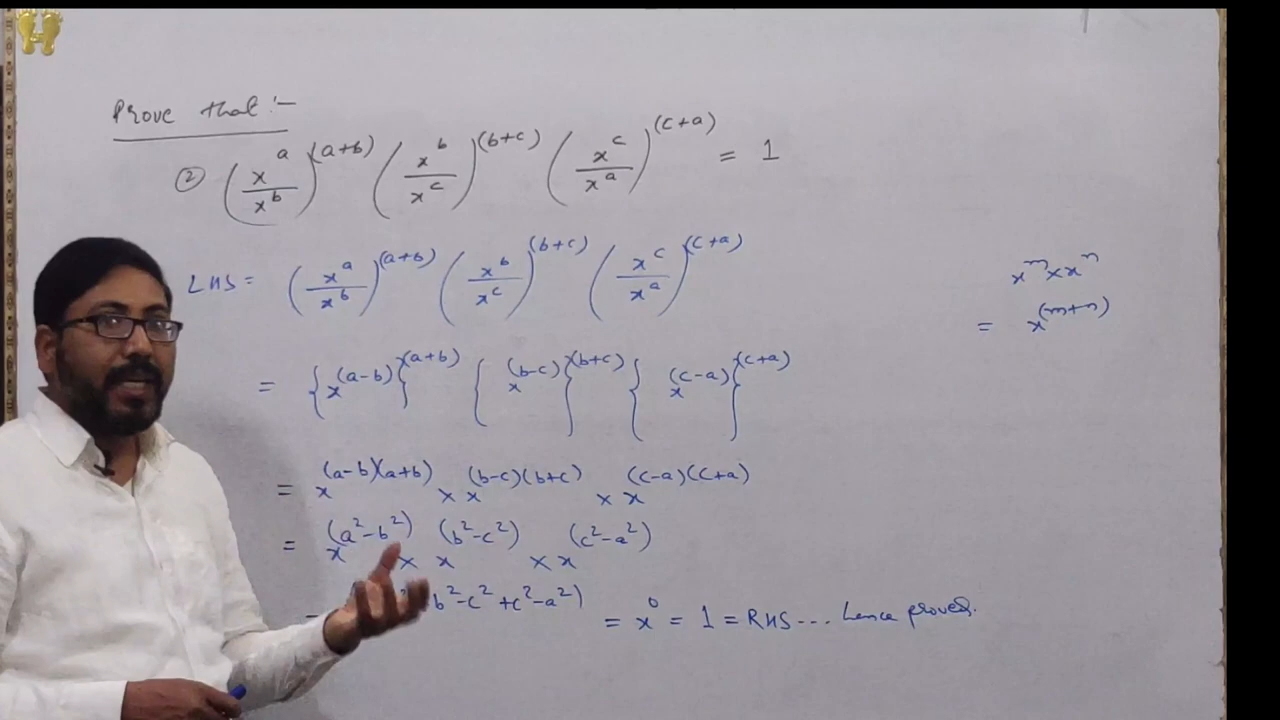 Prove that :-
② (x^a/x^b)^(a+b) (x^b/x^c)^(b+c) (x^c/x^a)^(c+a) = 1
LHS = (x^a/x^b)^(a+b) (x^b/x^c)^(b+c) (x^c/x^a)^(c+a)
x^m × x^n
= x^(m+n)
= {x^(a-b)}^(a+b) {x^(b-c)}^(b+c) {x^(c-a)}^(c+a)
= x^(a-b)(a+b) × x^(b-c)(b+c) × x^(c-a)(c+a)
= x^(a²-b²) × x^(b²-c²) × x^(c²-a²)
= b²-c²+c²-a²) = x^0 = 1 = RHS ... hence proved.